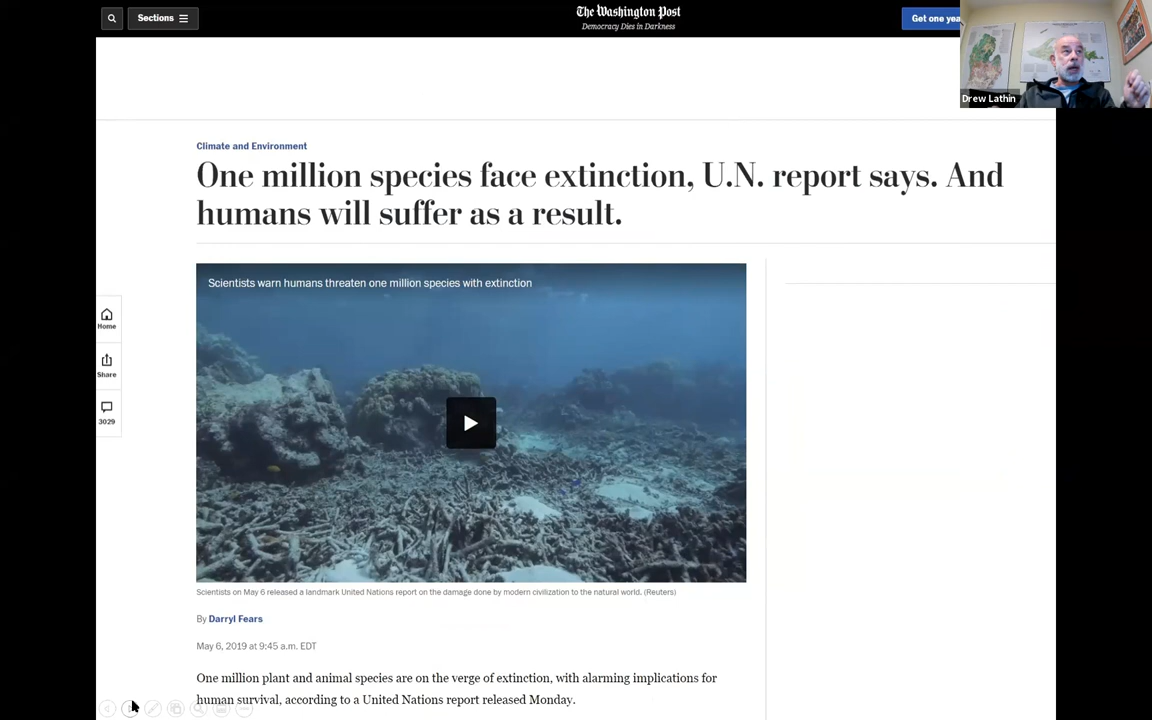 Sections
The Washington Post
Democracy Dies in Darkness
Get one yea
Drew Lathin
Climate and Environment
One million species face extinction, U.N. report says. And
humans will suffer as a result.
Scientists warn humans threaten one million species with extinction
Home
Share
3029
Scientists on May 6 released a landmark United Nations report on the damage done by modern civilization to the natural world. (Reuters)
By Darryl Fears
May 6, 2019 at 9:45 a.m. EDT
One million plant and animal species are on the verge of extinction, with alarming implications for
human survival, according to a United Nations report released Monday.